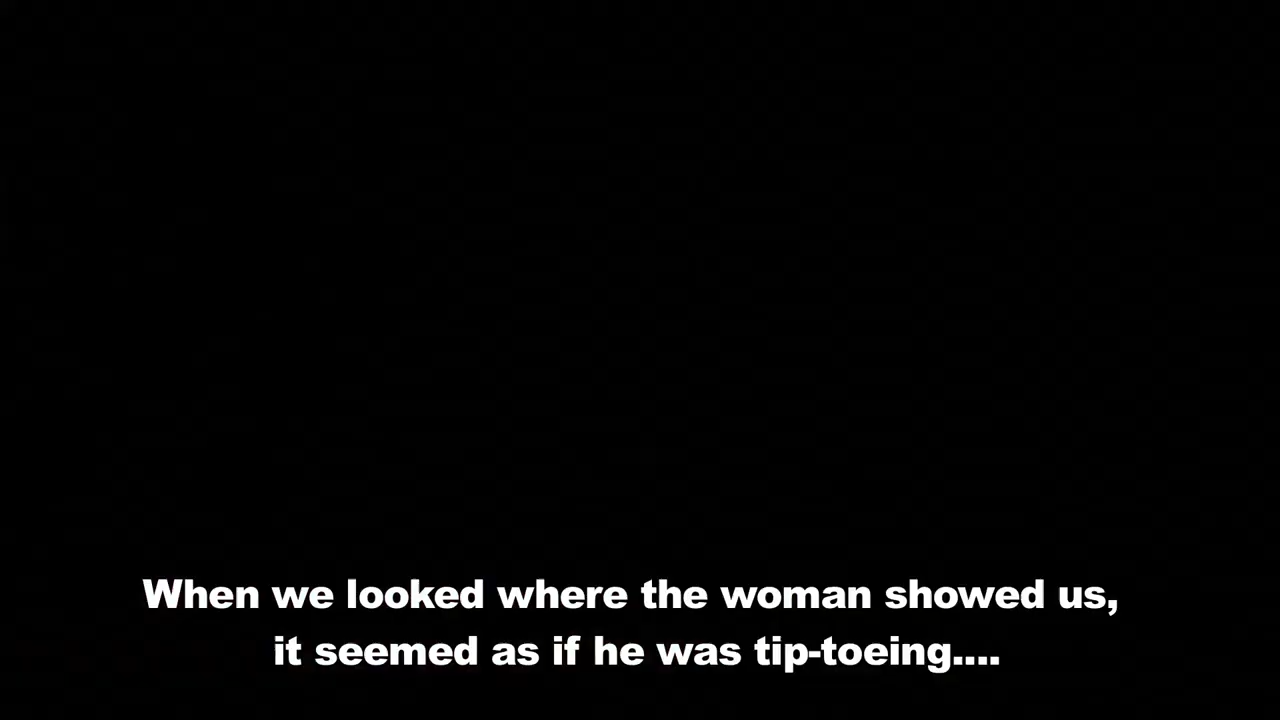 When we looked where the woman showed us,
it seemed as if he was tip-toeing....